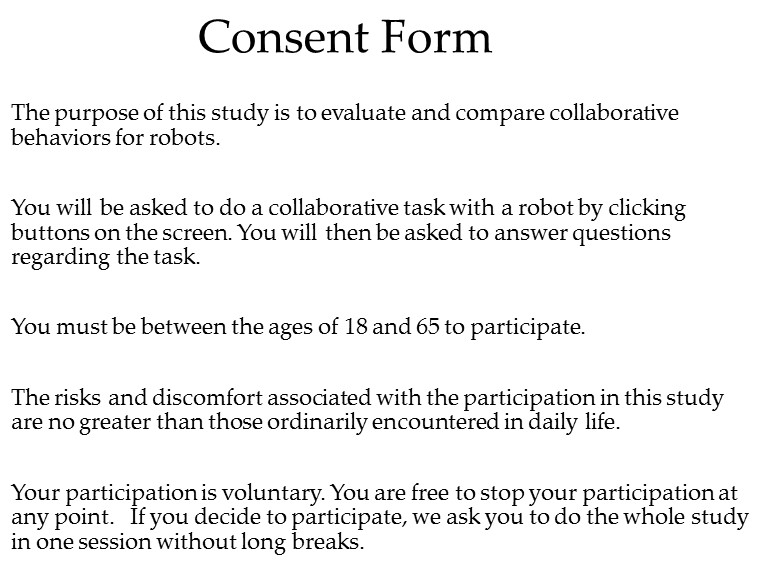 Consent Form
The purpose of this study is to evaluate and compare collaborative
behaviors for robots.
You will be asked to do a collaborative task with a robot by clicking
buttons on the screen. You will then be asked to answer questions
regarding the task.
You must be between the ages of 18 and 65 to participate.
The risks and discomfort associated with the participation in this study
are no greater than those ordinarily encountered in daily life.
Your participation is voluntary. You are free to stop your participation at
any point. If you decide to participate, we ask you to do the whole study
in one session without long breaks.